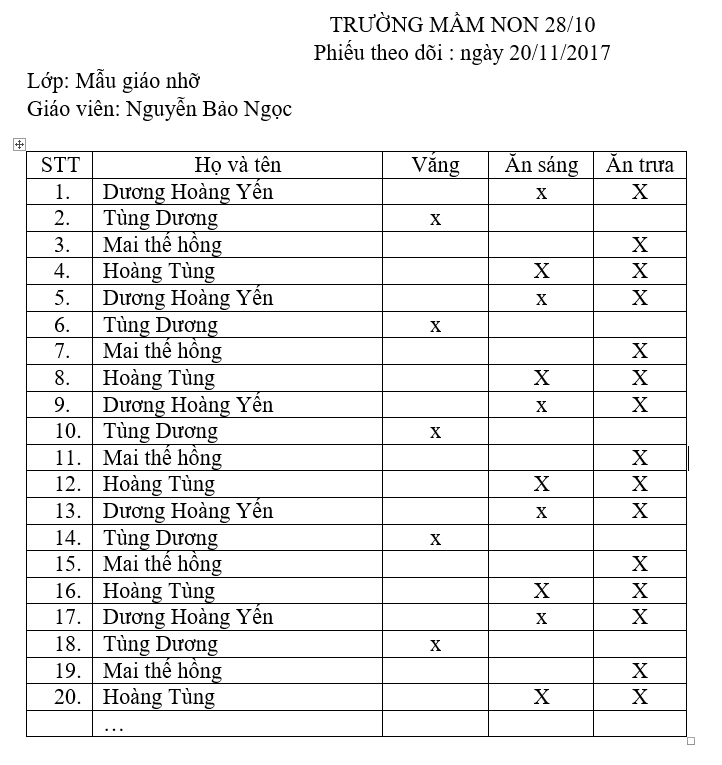 TRƯỜNG MẦM NON 28/10
Phiếu theo dõi : ngày 20/11/2017
Lớp: Mẫu giáo nhỡ
Giáo viên: Nguyễn Bảo Ngọc
STT Họ và tên Vắng Ăn sáng Ăn trưa
1. Dương Hoàng Yến x X
2. Tùng Dương x
3. Mai thế hồng X
4. Hoàng Tùng X X
5. Dương Hoàng Yến x X
6. Tùng Dương x
7. Mai thế hồng X
8. Hoàng Tùng X X
9. Dương Hoàng Yến x X
10. Tùng Dương x
11. Mai thế hồng X
12. Hoàng Tùng X X
13. Dương Hoàng Yến x X
14. Tùng Dương x
15. Mai thế hồng X
16. Hoàng Tùng X X
17. Dương Hoàng Yến x X
18. Tùng Dương x
19. Mai thế hồng X
20. Hoàng Tùng X X
…